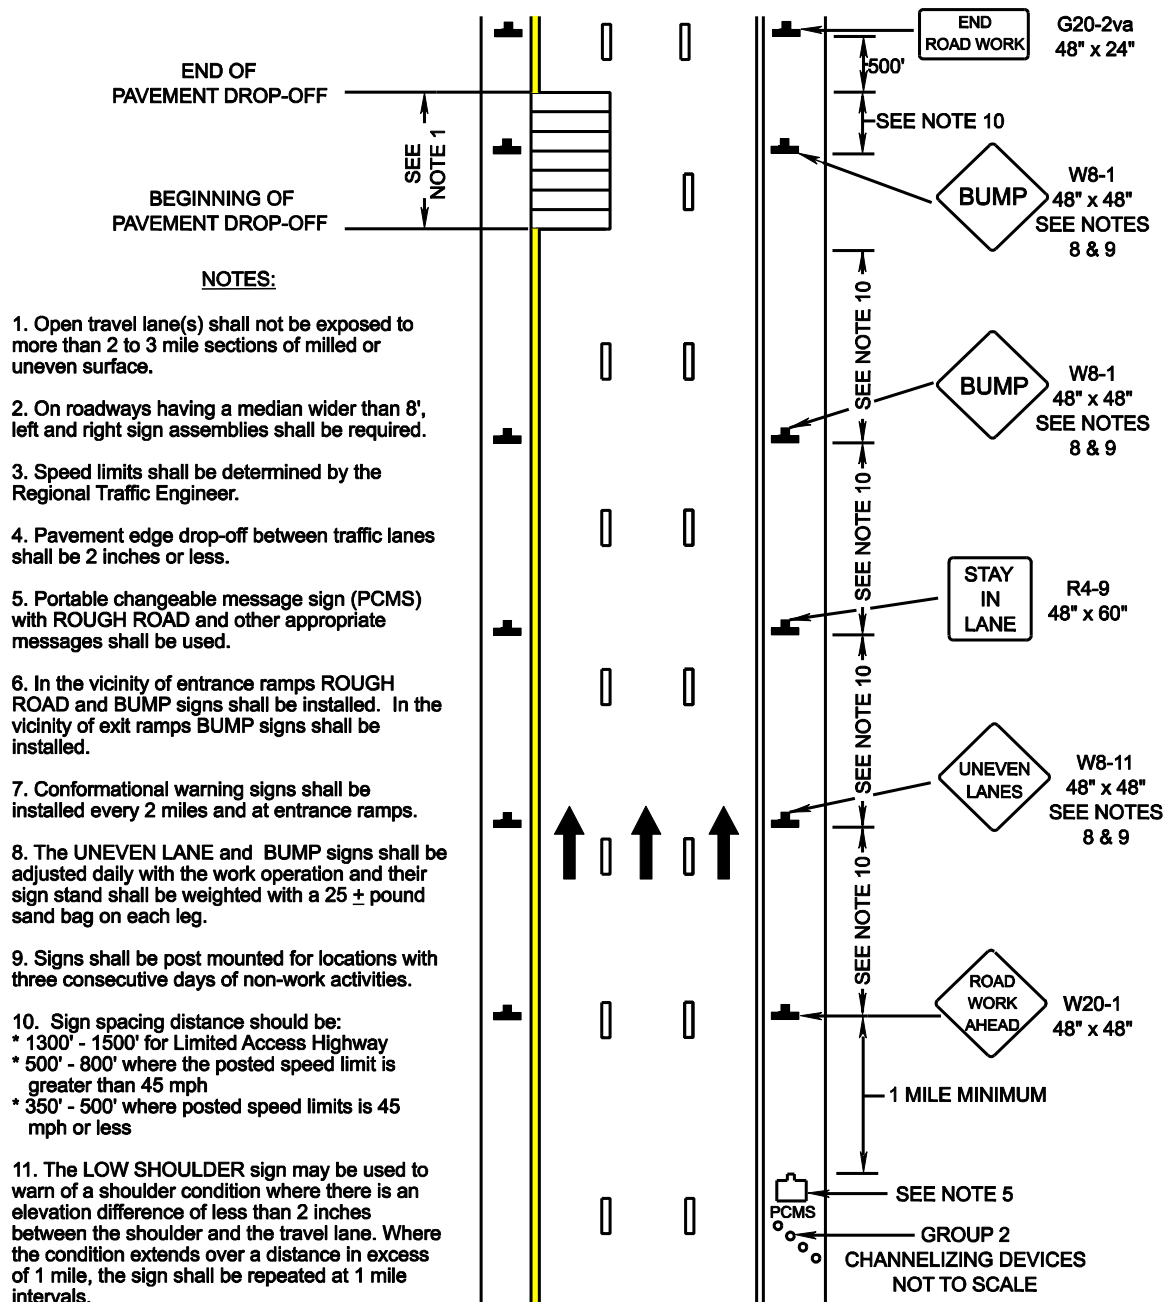 END
ROAD WORK
G20-2va
48" x 24"
500'
END OF
PAVEMENT DROP-OFF
SEE NOTE 10
SEE
NOTE 1
BUMP
W8-1
48" x 48"
SEE NOTES
8 & 9
BEGINNING OF
PAVEMENT DROP-OFF
SEE NOTE 10
BUMP
W8-1
48" x 48"
SEE NOTES
8 & 9
SEE NOTE 10
STAY
IN
LANE
R4-9
48" x 60"
SEE NOTE 10
UNEVEN
LANES
W8-11
48" x 48"
SEE NOTES
8 & 9
SEE NOTE 10
ROAD
WORK
AHEAD
W20-1
48" x 48"
1 MILE MINIMUM
SEE NOTE 5
PCMS
GROUP 2
CHANNELIZING DEVICES
NOT TO SCALE
NOTES:
1. Open travel lane(s) shall not be exposed to
more than 2 to 3 mile sections of milled or
uneven surface.
2. On roadways having a median wider than 8',
left and right sign assemblies shall be required.
3. Speed limits shall be determined by the
Regional Traffic Engineer.
4. Pavement edge drop-off between traffic lanes
shall be 2 inches or less.
5. Portable changeable message sign (PCMS)
with ROUGH ROAD and other appropriate
messages shall be used.
6. In the vicinity of entrance ramps ROUGH
ROAD and BUMP signs shall be installed. In the
vicinity of exit ramps BUMP signs shall be
installed.
7. Conformational warning signs shall be
installed every 2 miles and at entrance ramps.
8. The UNEVEN LANE and BUMP signs shall be
adjusted daily with the work operation and their
sign stand shall be weighted with a 25 ± pound
sand bag on each leg.
9. Signs shall be post mounted for locations with
three consecutive days of non-work activities.
10. Sign spacing distance should be:
* 1300' - 1500' for Limited Access Highway
* 500' - 800' where the posted speed limit is
greater than 45 mph
* 350' - 500' where posted speed limits is 45
mph or less
11. The LOW SHOULDER sign may be used to
warn of a shoulder condition where there is an
elevation difference of less than 2 inches
between the shoulder and the travel lane. Where
the condition extends over a distance in excess
of 1 mile, the sign shall be repeated at 1 mile
intervals.